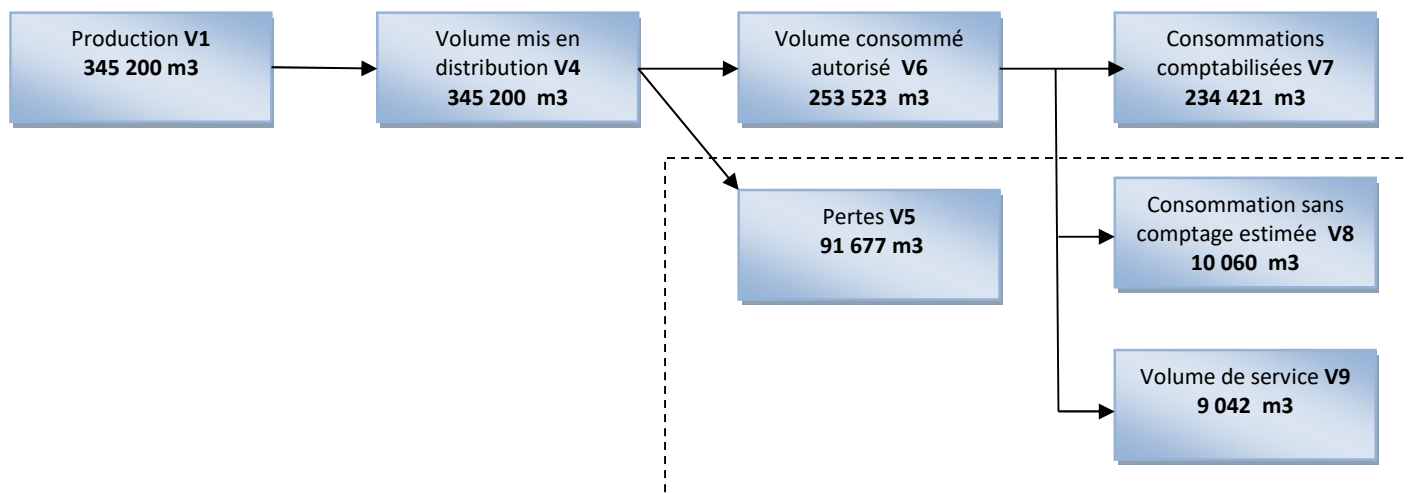 Production V1
345 200 m3
Volume mis en
distribution V4
345 200 m3
Volume consommé
autorisé V6
253 523 m3
Consommations
comptabilisées V7
234 421 m3
Pertes V5
91 677 m3
Consommation sans
comptage estimée V8
10 060 m3
Volume de service V9
9 042 m3